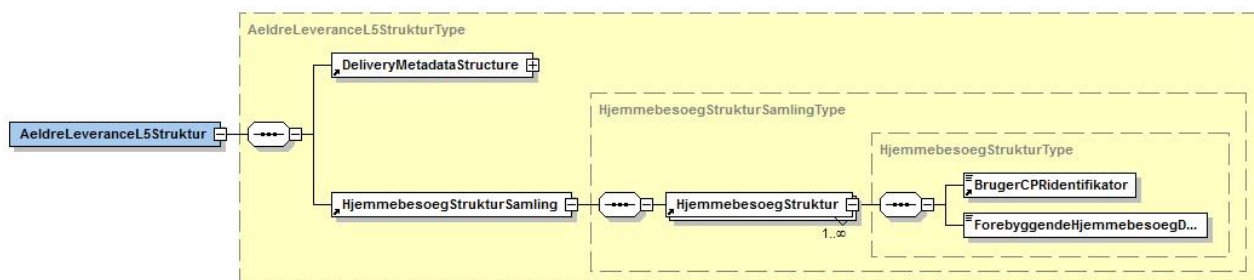 AeldreLeveranceL5StrukturType
DeliveryMetadataStructure
HjemmebesoegStrukturSamlingType
AeldreLeveranceL5Struktur
HjemmebesoegStrukturType
BrugerCPRidentifikator
HjemmebesoegStrukturSamling
HjemmebesoegStruktur
ForebyggendeHjemmebesoegD...
1..∞